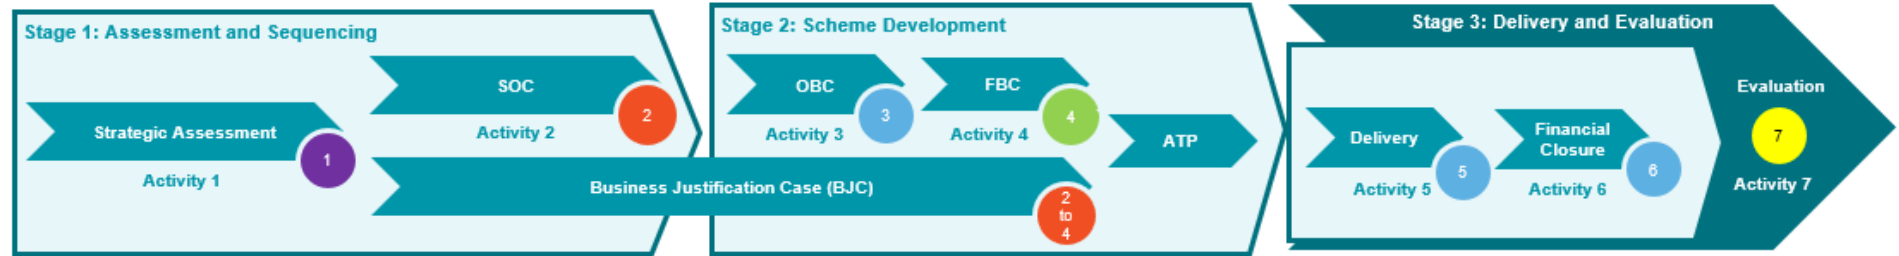 Stage 1: Assessment and Sequencing
Strategic Assessment
1
Activity 1
SOC
2
Activity 2
Business Justification Case (BJC)
2
to
4
Stage 2: Scheme Development
OBC
3
Activity 3
FBC
4
Activity 4
ATP
Stage 3: Delivery and Evaluation
Delivery
5
Activity 5
Financial
Closure
6
Activity 6
Evaluation
7
Activity 7